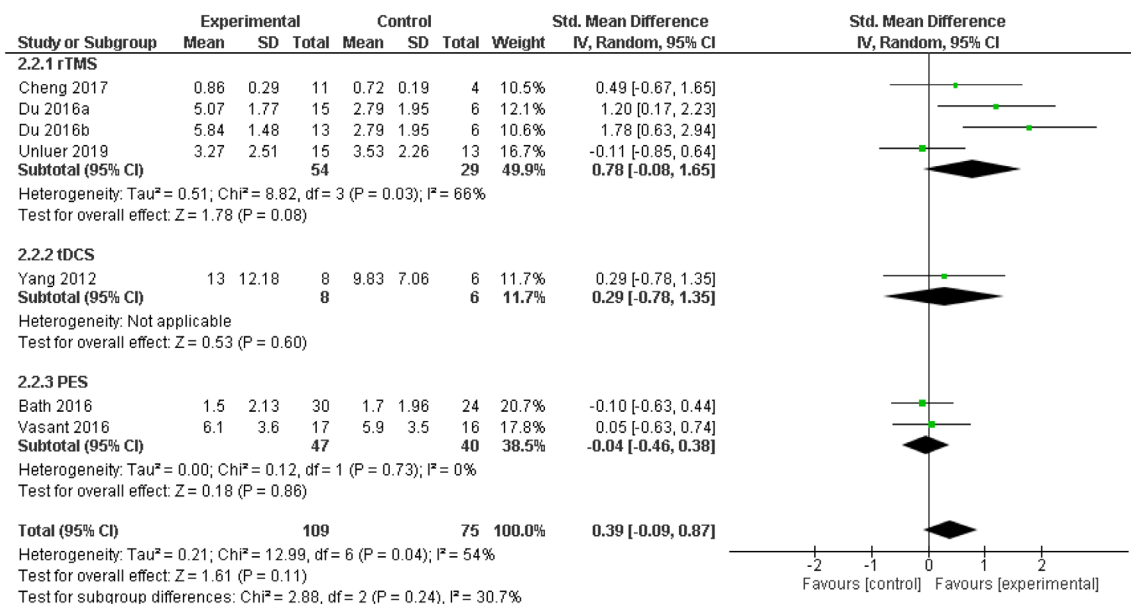 Experimental Control Std. Mean Difference Std. Mean Difference
Study or Subgroup Mean SD Total Mean SD Total Weight IV, Random, 95% CI IV, Random, 95% CI
2.2.1 rTMS
Cheng 2017 0.86 0.29 11 0.72 0.19 4 10.5% 0.49 [-0.67, 1.65]
Du 2016a 5.07 1.77 15 2.79 1.95 6 12.1% 1.20 [0.17, 2.23]
Du 2016b 5.84 1.48 13 2.79 1.95 6 10.6% 1.78 [0.63, 2.94]
Unluer 2019 3.27 2.51 15 3.53 2.26 13 16.7% -0.11 [-0.85, 0.64]
Subtotal (95% CI) 54 29 49.9% 0.78 [-0.08, 1.65]
Heterogeneity: Tau² = 0.51; Chi² = 8.82, df = 3 (P = 0.03); I² = 66%
Test for overall effect: Z = 1.78 (P = 0.08)
2.2.2 tDCS
Yang 2012 13 12.18 8 9.83 7.06 6 11.7% 0.29 [-0.78, 1.35]
Subtotal (95% CI) 8 6 11.7% 0.29 [-0.78, 1.35]
Heterogeneity: Not applicable
Test for overall effect: Z = 0.53 (P = 0.60)
2.2.3 PES
Bath 2016 1.5 2.13 30 1.7 1.96 24 20.7% -0.10 [-0.63, 0.44]
Vasant 2016 6.1 3.6 17 5.9 3.5 16 17.8% 0.05 [-0.63, 0.74]
Subtotal (95% CI) 47 40 38.5% -0.04 [-0.46, 0.38]
Heterogeneity: Tau² = 0.00; Chi² = 0.12, df = 1 (P = 0.73); I² = 0%
Test for overall effect: Z = 0.18 (P = 0.86)
Total (95% CI) 109 75 100.0% 0.39 [-0.09, 0.87]
Heterogeneity: Tau² = 0.21; Chi² = 12.99, df = 6 (P = 0.04); I² = 54%
Test for overall effect: Z = 1.61 (P = 0.11)
Test for subgroup differences: Chi² = 2.88, df = 2 (P = 0.24), I² = 30.7%
-2 -1 0 1 2
Favours [control] Favours [experimental]